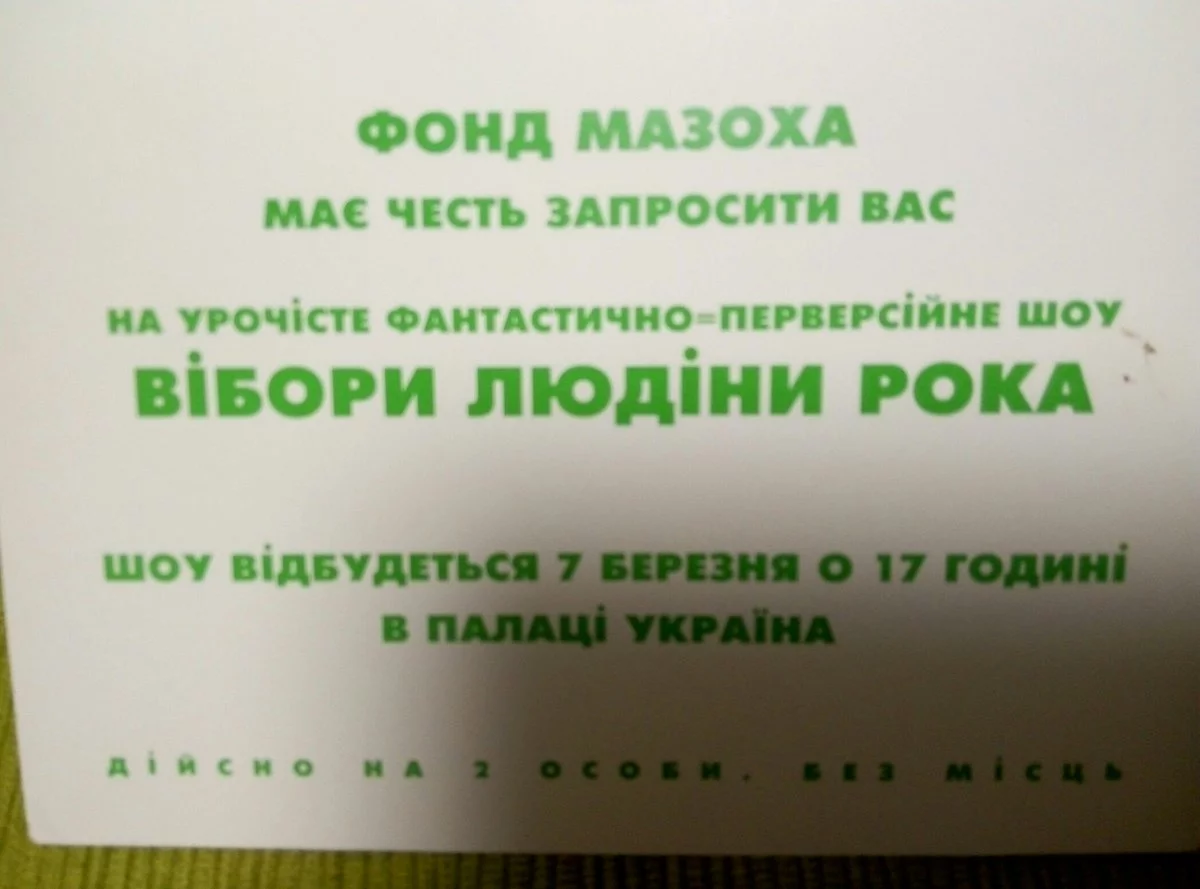 ФОНД МАЗОХА
МАЄ ЧЕСТЬ ЗАПРОСИТИ ВАС
НА УРОЧіСТЕ ФАНТАСТИЧНО=ПЕРВЕРСіЙНЕ ШОУ
ВіБОРИ ЛЮДіНИ РОКА
ШОУ ВіДБУДЕТЬСЯ 7 БЕРЕЗНЯ О 17 ГОДИНі
В ПАЛАЦі УКРАЇНА
ДіЙСНО НА 2 ОСОБИ. БЕЗ МіСЦЬ